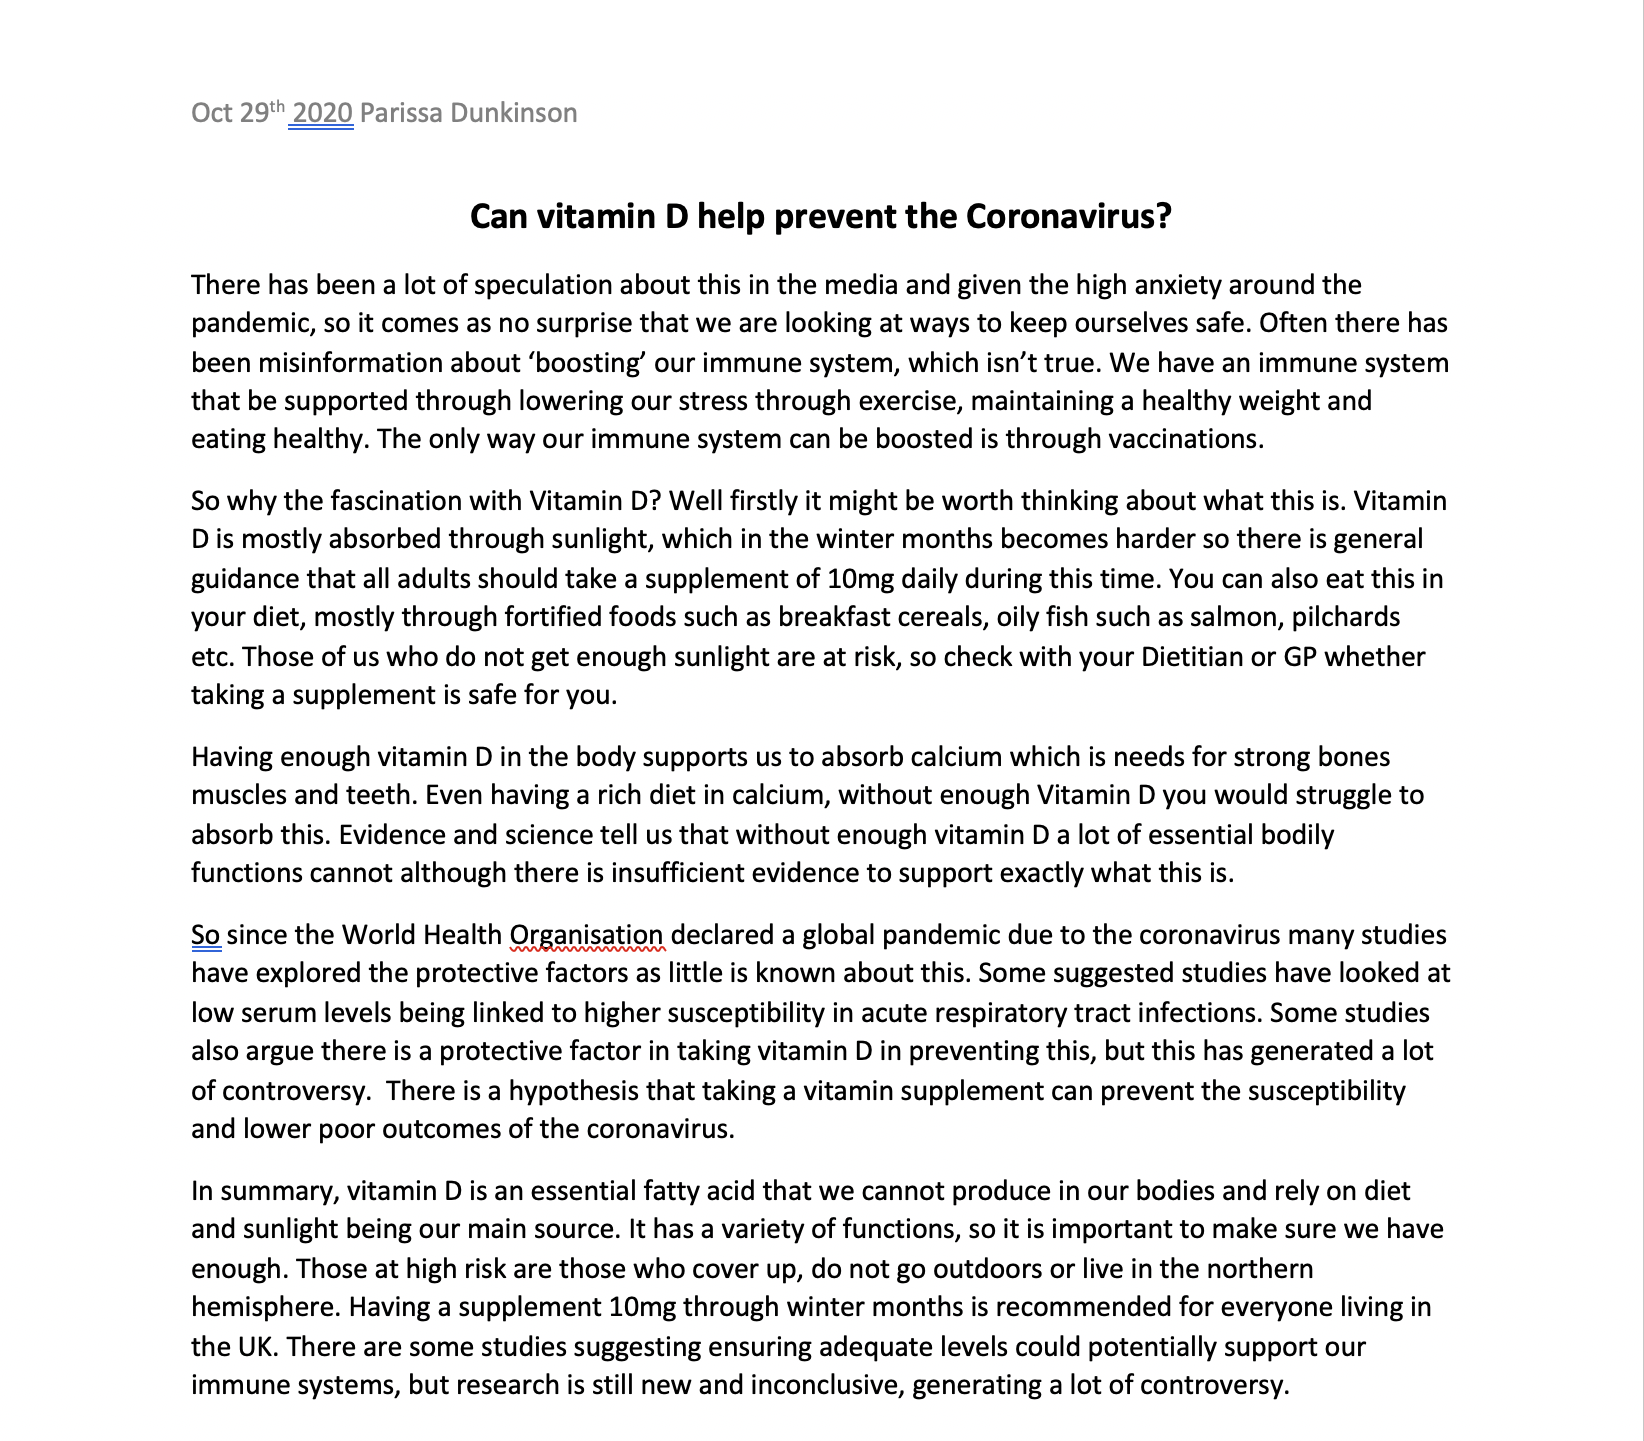 Oct 29th 2020 Parissa Dunkinson
Can vitamin D help prevent the Coronavirus?
There has been a lot of speculation about this in the media and given the high anxiety around the
pandemic, so it comes as no surprise that we are looking at ways to keep ourselves safe. Often there has
been misinformation about ‘boosting’ our immune system, which isn’t true. We have an immune system
that be supported through lowering our stress through exercise, maintaining a healthy weight and
eating healthy. The only way our immune system can be boosted is through vaccinations.
So why the fascination with Vitamin D? Well firstly it might be worth thinking about what this is. Vitamin
D is mostly absorbed through sunlight, which in the winter months becomes harder so there is general
guidance that all adults should take a supplement of 10mg daily during this time. You can also eat this in
your diet, mostly through fortified foods such as breakfast cereals, oily fish such as salmon, pilchards
etc. Those of us who do not get enough sunlight are at risk, so check with your Dietitian or GP whether
taking a supplement is safe for you.
Having enough vitamin D in the body supports us to absorb calcium which is needs for strong bones
muscles and teeth. Even having a rich diet in calcium, without enough Vitamin D you would struggle to
absorb this. Evidence and science tell us that without enough vitamin D a lot of essential bodily
functions cannot although there is insufficient evidence to support exactly what this is.
So since the World Health Organisation declared a global pandemic due to the coronavirus many studies
have explored the protective factors as little is known about this. Some suggested studies have looked at
low serum levels being linked to higher susceptibility in acute respiratory tract infections. Some studies
also argue there is a protective factor in taking vitamin D in preventing this, but this has generated a lot
of controversy.  There is a hypothesis that taking a vitamin supplement can prevent the susceptibility
and lower poor outcomes of the coronavirus.
In summary, vitamin D is an essential fatty acid that we cannot produce in our bodies and rely on diet
and sunlight being our main source. It has a variety of functions, so it is important to make sure we have
enough. Those at high risk are those who cover up, do not go outdoors or live in the northern
hemisphere. Having a supplement 10mg through winter months is recommended for everyone living in
the UK. There are some studies suggesting ensuring adequate levels could potentially support our
immune systems, but research is still new and inconclusive, generating a lot of controversy.